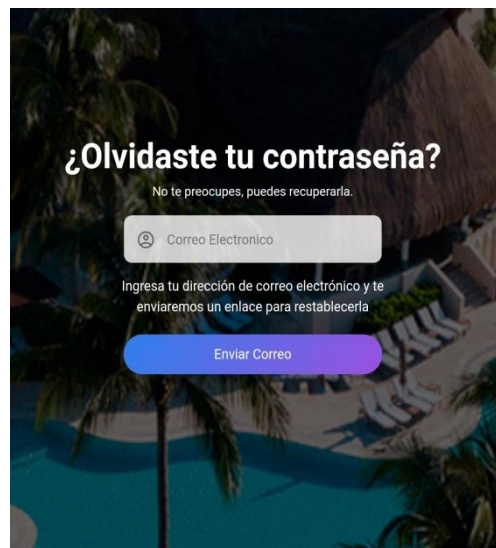 ¿Olvidaste tu contraseña?
No te preocupes, puedes recuperarla.
Correo Electronico
Ingresa tu dirección de correo electrónico y te
enviaremos un enlace para restablecerla
Enviar Correo